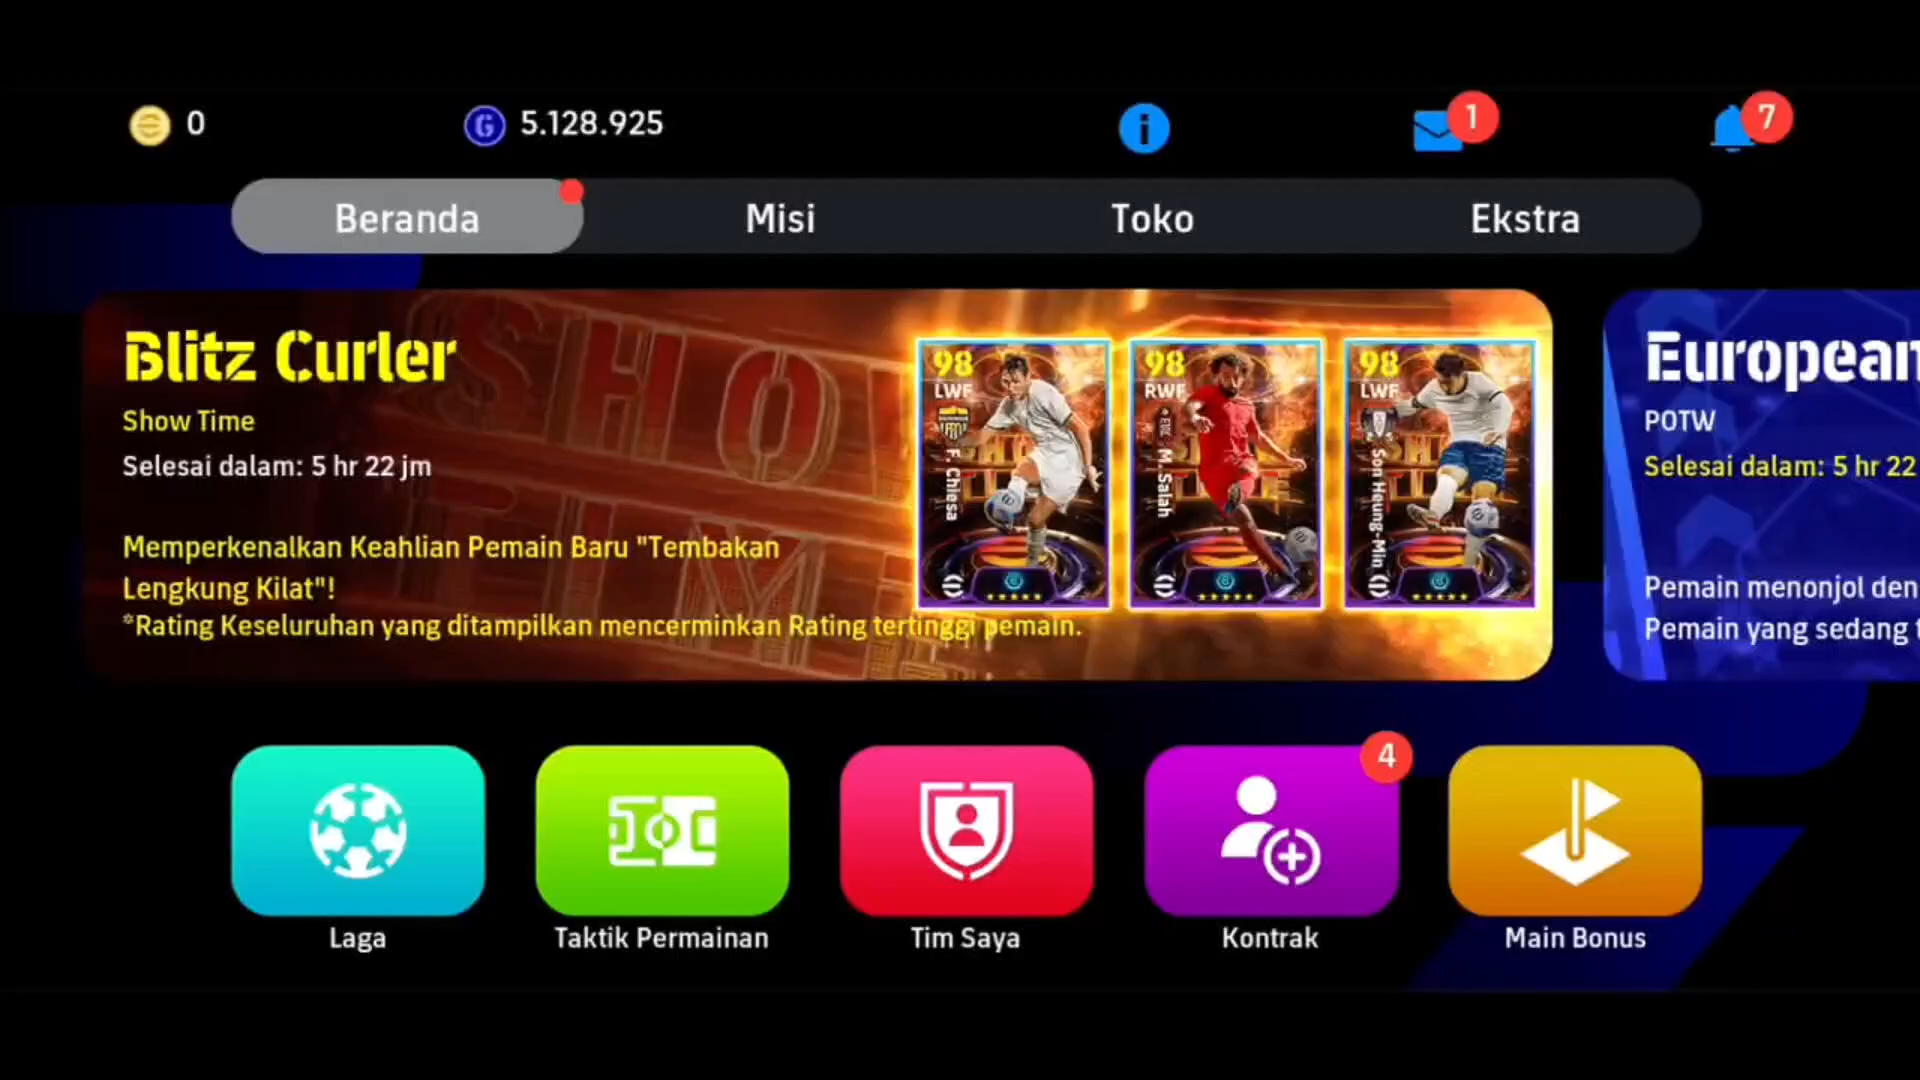 0
5.128.925
1
7
Beranda
Misi
Toko
Ekstra
Blitz Curler
Show Time
Selesai dalam: 5 hr 22 jm
Memperkenalkan Keahlian Pemain Baru "Tembakan
Lengkung Kilat"!
*Rating Keseluruhan yang ditampilkan mencerminkan Rating tertinggi pemain.
SHOW
TIME
98
LWF
F. Chiesa
98
RWF
M. Salah
98
LWF
Son Heung-Min
European
POTW
Selesai dalam: 5 hr 22
Pemain menonjol den
Pemain yang sedang
4
Laga
Taktik Permainan
Tim Saya
Kontrak
Main Bonus